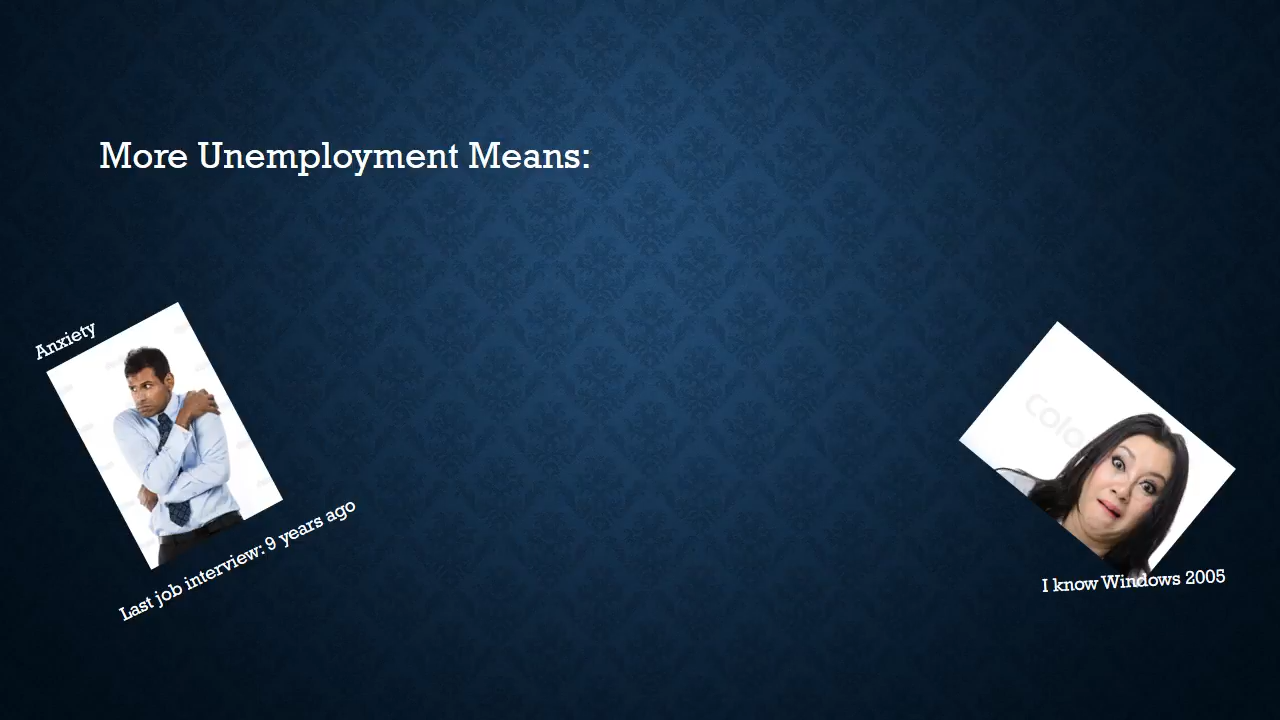 More Unemployment Means:
Anxiety
Last job interview: 9 years ago
I know Windows 2005